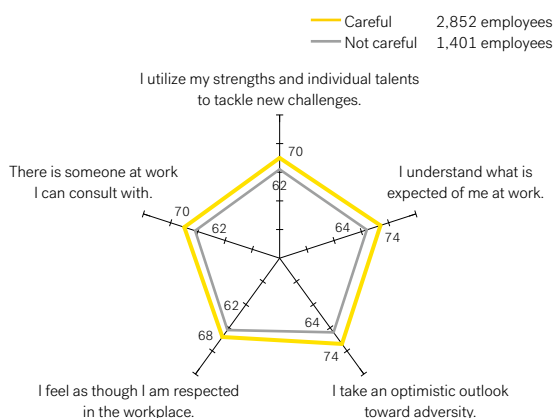 Careful 2,852 employees
Not careful 1,401 employees
I utilize my strengths and individual talents
to tackle new challenges.
70
62
There is someone at work
I can consult with.
70
62
I understand what is
expected of me at work.
64
74
62
68
64
74
I feel as though I am respected
in the workplace.
I take an optimistic outlook
toward adversity.